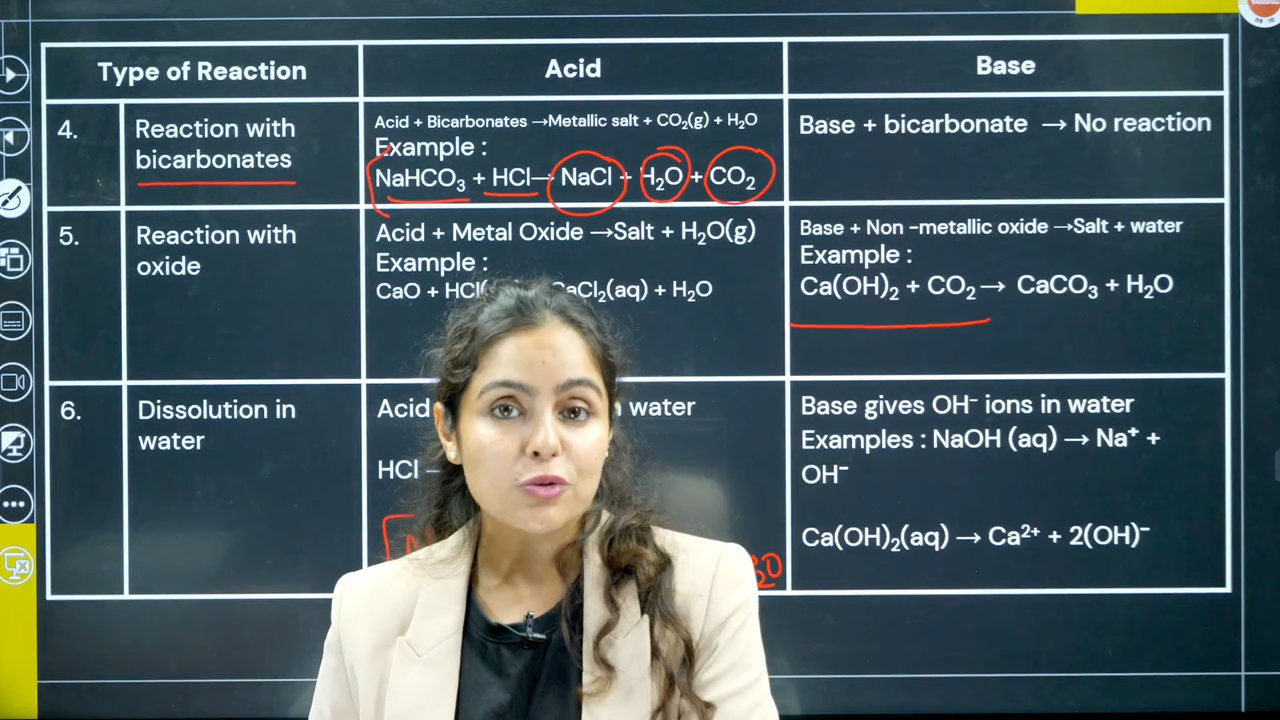 Type of Reaction
Acid
Base
4.
Reaction with
bicarbonates
Acid + Bicarbonates →Metallic salt + CO₂(g) + H₂O
Example :
NaHCO₃ + HCl→ NaCl + H₂O + CO₂
Base + bicarbonate → No reaction
5.
Reaction with
oxide
Acid + Metal Oxide →Salt + H₂O(g)
Example :
CaO + HCl( CaCl₂(aq) + H₂O
Base + Non -metallic oxide →Salt + water
Example :
Ca(OH)₂ + CO₂→ CaCO₃ + H₂O
6.
Dissolution in
water
Acid water
HCl
Base gives OH⁻ ions in water
Examples : NaOH (aq) → Na⁺ +
OH⁻
Ca(OH)₂(aq) → Ca²⁺ + 2(OH)⁻